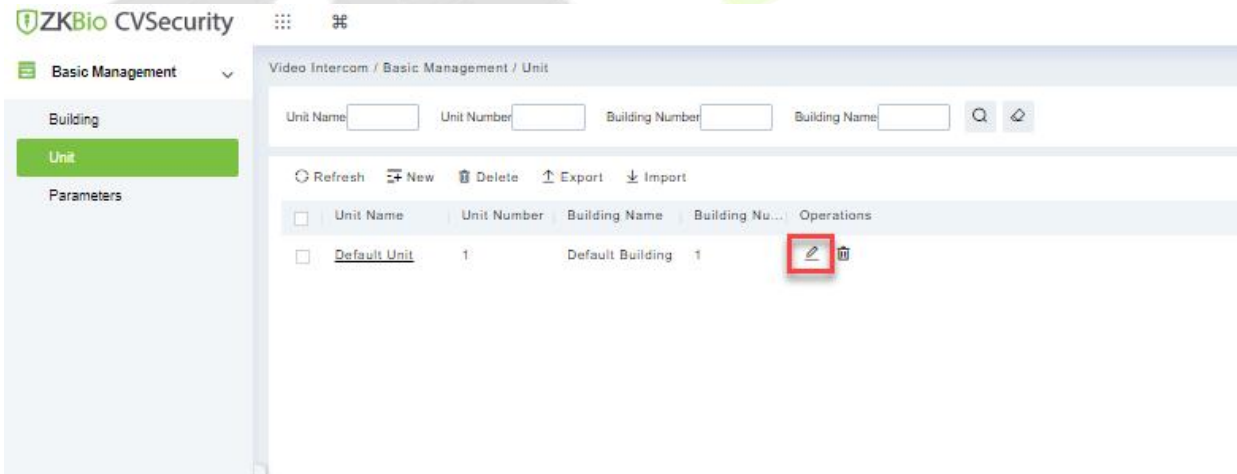 ZKBio CVSecurity
Basic Management
Video Intercom / Basic Management / Unit
Building
Unit
Parameters
Unit Name Unit Number Building Number Building Name
Refresh New Delete Export Import
Unit Name Unit Number Building Name Building Nu... Operations
Default Unit 1 Default Building 1